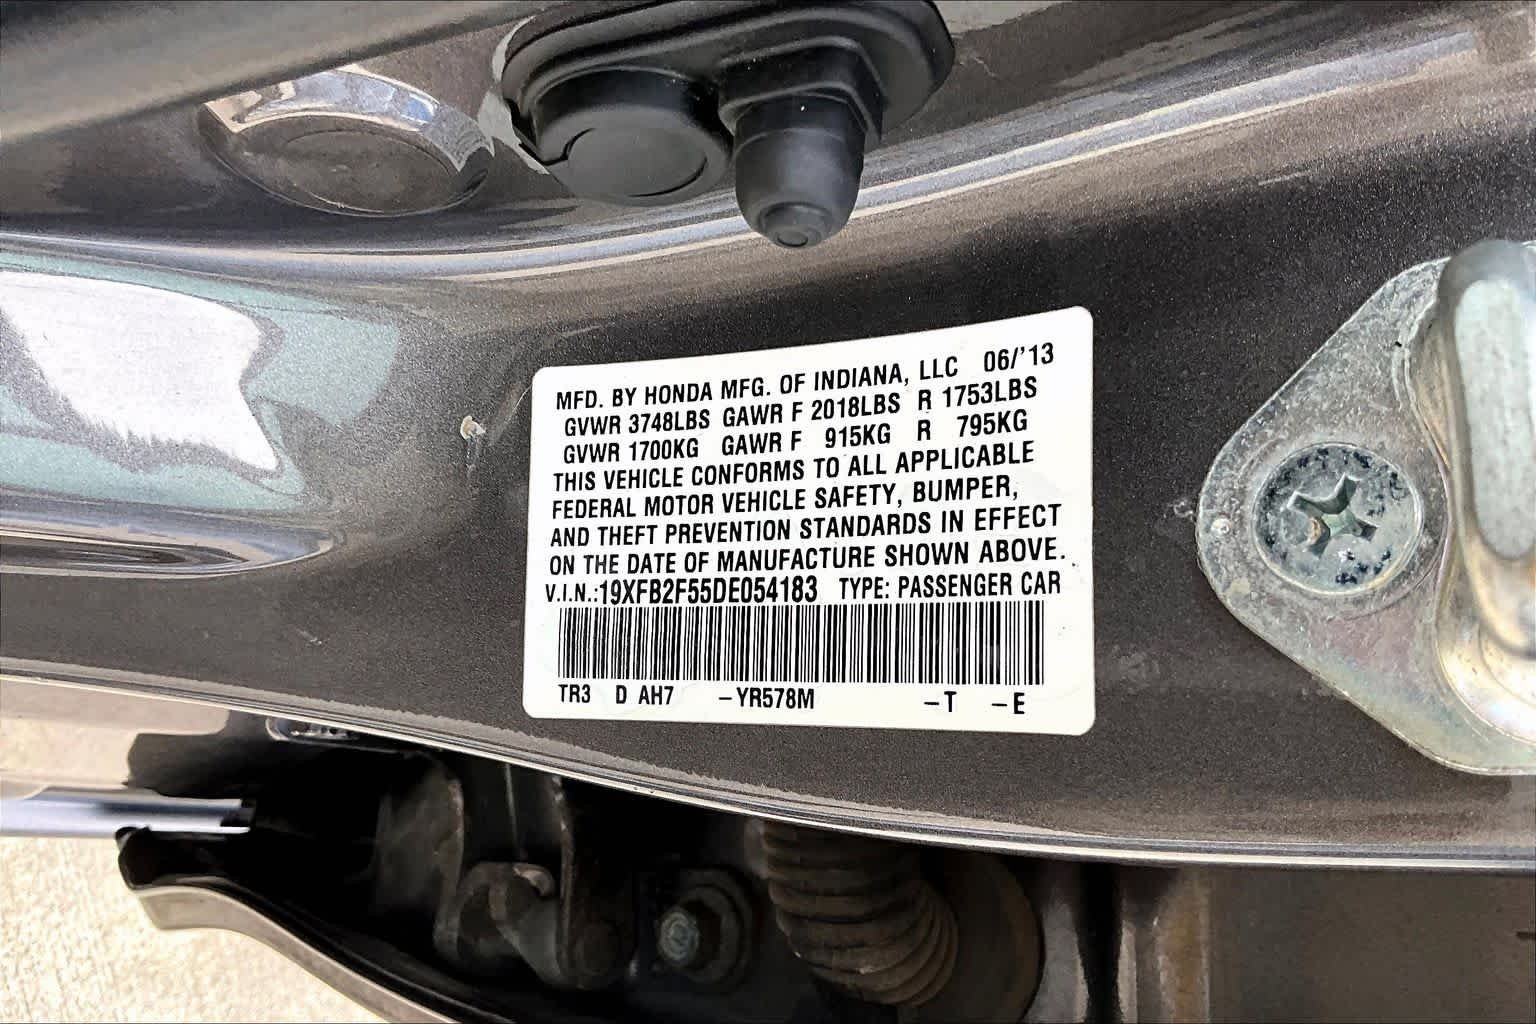 MFD. BY HONDA MFG. OF INDIANA, LLC 06/'13
GVWR 3748LBS GAWR F 2018LBS R 1753LBS
GVWR 1700KG GAWR F 915KG R 795KG
THIS VEHICLE CONFORMS TO ALL APPLICABLE
FEDERAL MOTOR VEHICLE SAFETY, BUMPER,
AND THEFT PREVENTION STANDARDS IN EFFECT
ON THE DATE OF MANUFACTURE SHOWN ABOVE.
V.I.N.:19XFB2F55DE054183 TYPE: PASSENGER CAR
TR3 D AH7 –YR578M –T –E